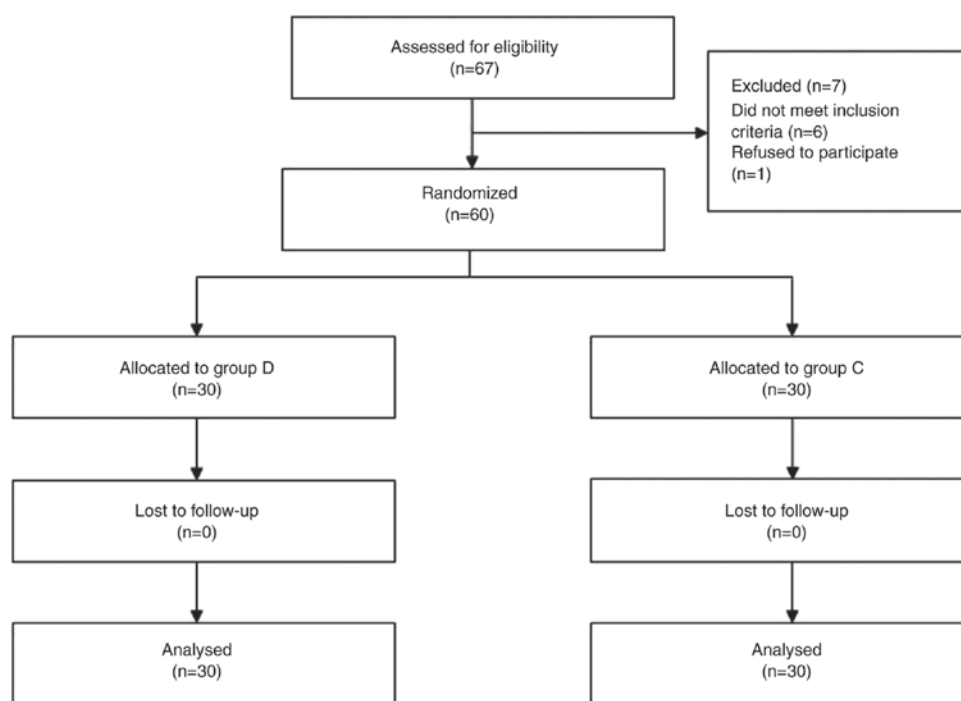 Assessed for eligibility
(n=67)
Excluded (n=7)
Did not meet inclusion
criteria (n=6)
Refused to participate
(n=1)
Randomized
(n=60)
Allocated to group D
(n=30)
Allocated to group C
(n=30)
Lost to follow-up
(n=0)
Lost to follow-up
(n=0)
Analysed
(n=30)
Analysed
(n=30)